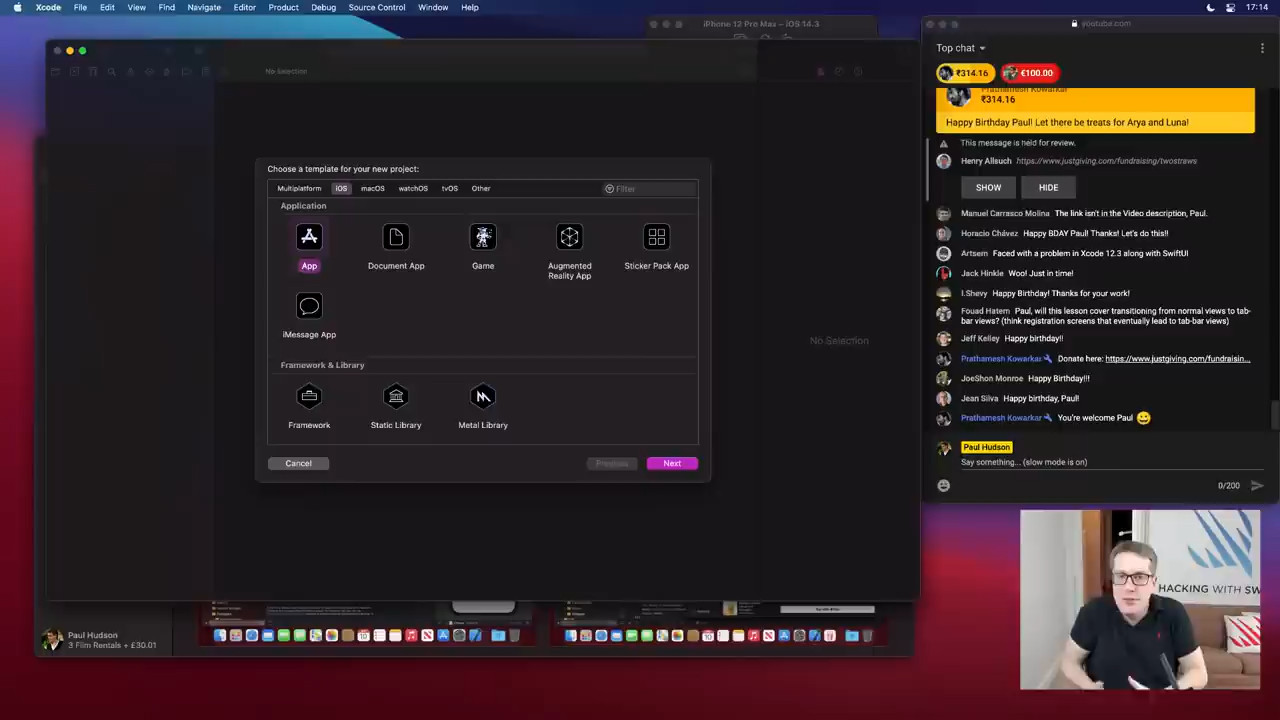 Xcode File Edit View Find Navigate Editor Product Debug Source Control Window Help 17:14
iPhone 12 Pro Max – iOS 14.3
No Selection
Choose a template for your new project:
Multiplatform iOS macOS watchOS tvOS Other
Filter
Application
App
Document App
Game
Augmented
Reality App
Sticker Pack App
iMessage App
Framework & Library
Framework
Static Library
Metal Library
Cancel
Previous
Next
No Selection
Paul Hudson
3 Film Rentals + £30.01
youtube.com
Top chat
₹314.16
€100.00
Prathamesh Kowarkar
₹314.16
Happy Birthday Paul! Let there be treats for Arya and Luna!
This message is held for review.
Henry Allsuch https://www.justgiving.com/fundraising/twostraws
SHOW
HIDE
Manuel Carrasco Molina The link isn't in the Video description, Paul.
Horacio Chávez Happy BDAY Paul! Thanks! Let's do this!!
Artsem Faced with a problem in Xcode 12.3 along with SwiftUI
Jack Hinkle Woo! Just in time!
I.Shevy Happy Birthday! Thanks for your work!
Fouad Hatem Paul, will this lesson cover transitioning from normal views to tab-
bar views? (think registration screens that eventually lead to tab-bar views)
Jeff Kelley Happy birthday!!
Prathamesh Kowarkar Donate here: https://www.justgiving.com/fundraisin...
JoeShon Monroe Happy Birthday!!!
Jean Silva Happy birthday, Paul!
Prathamesh Kowarkar You're welcome Paul 😀
Paul Hudson
Say something... (slow mode is on)
0/200
HACKING WITH SW